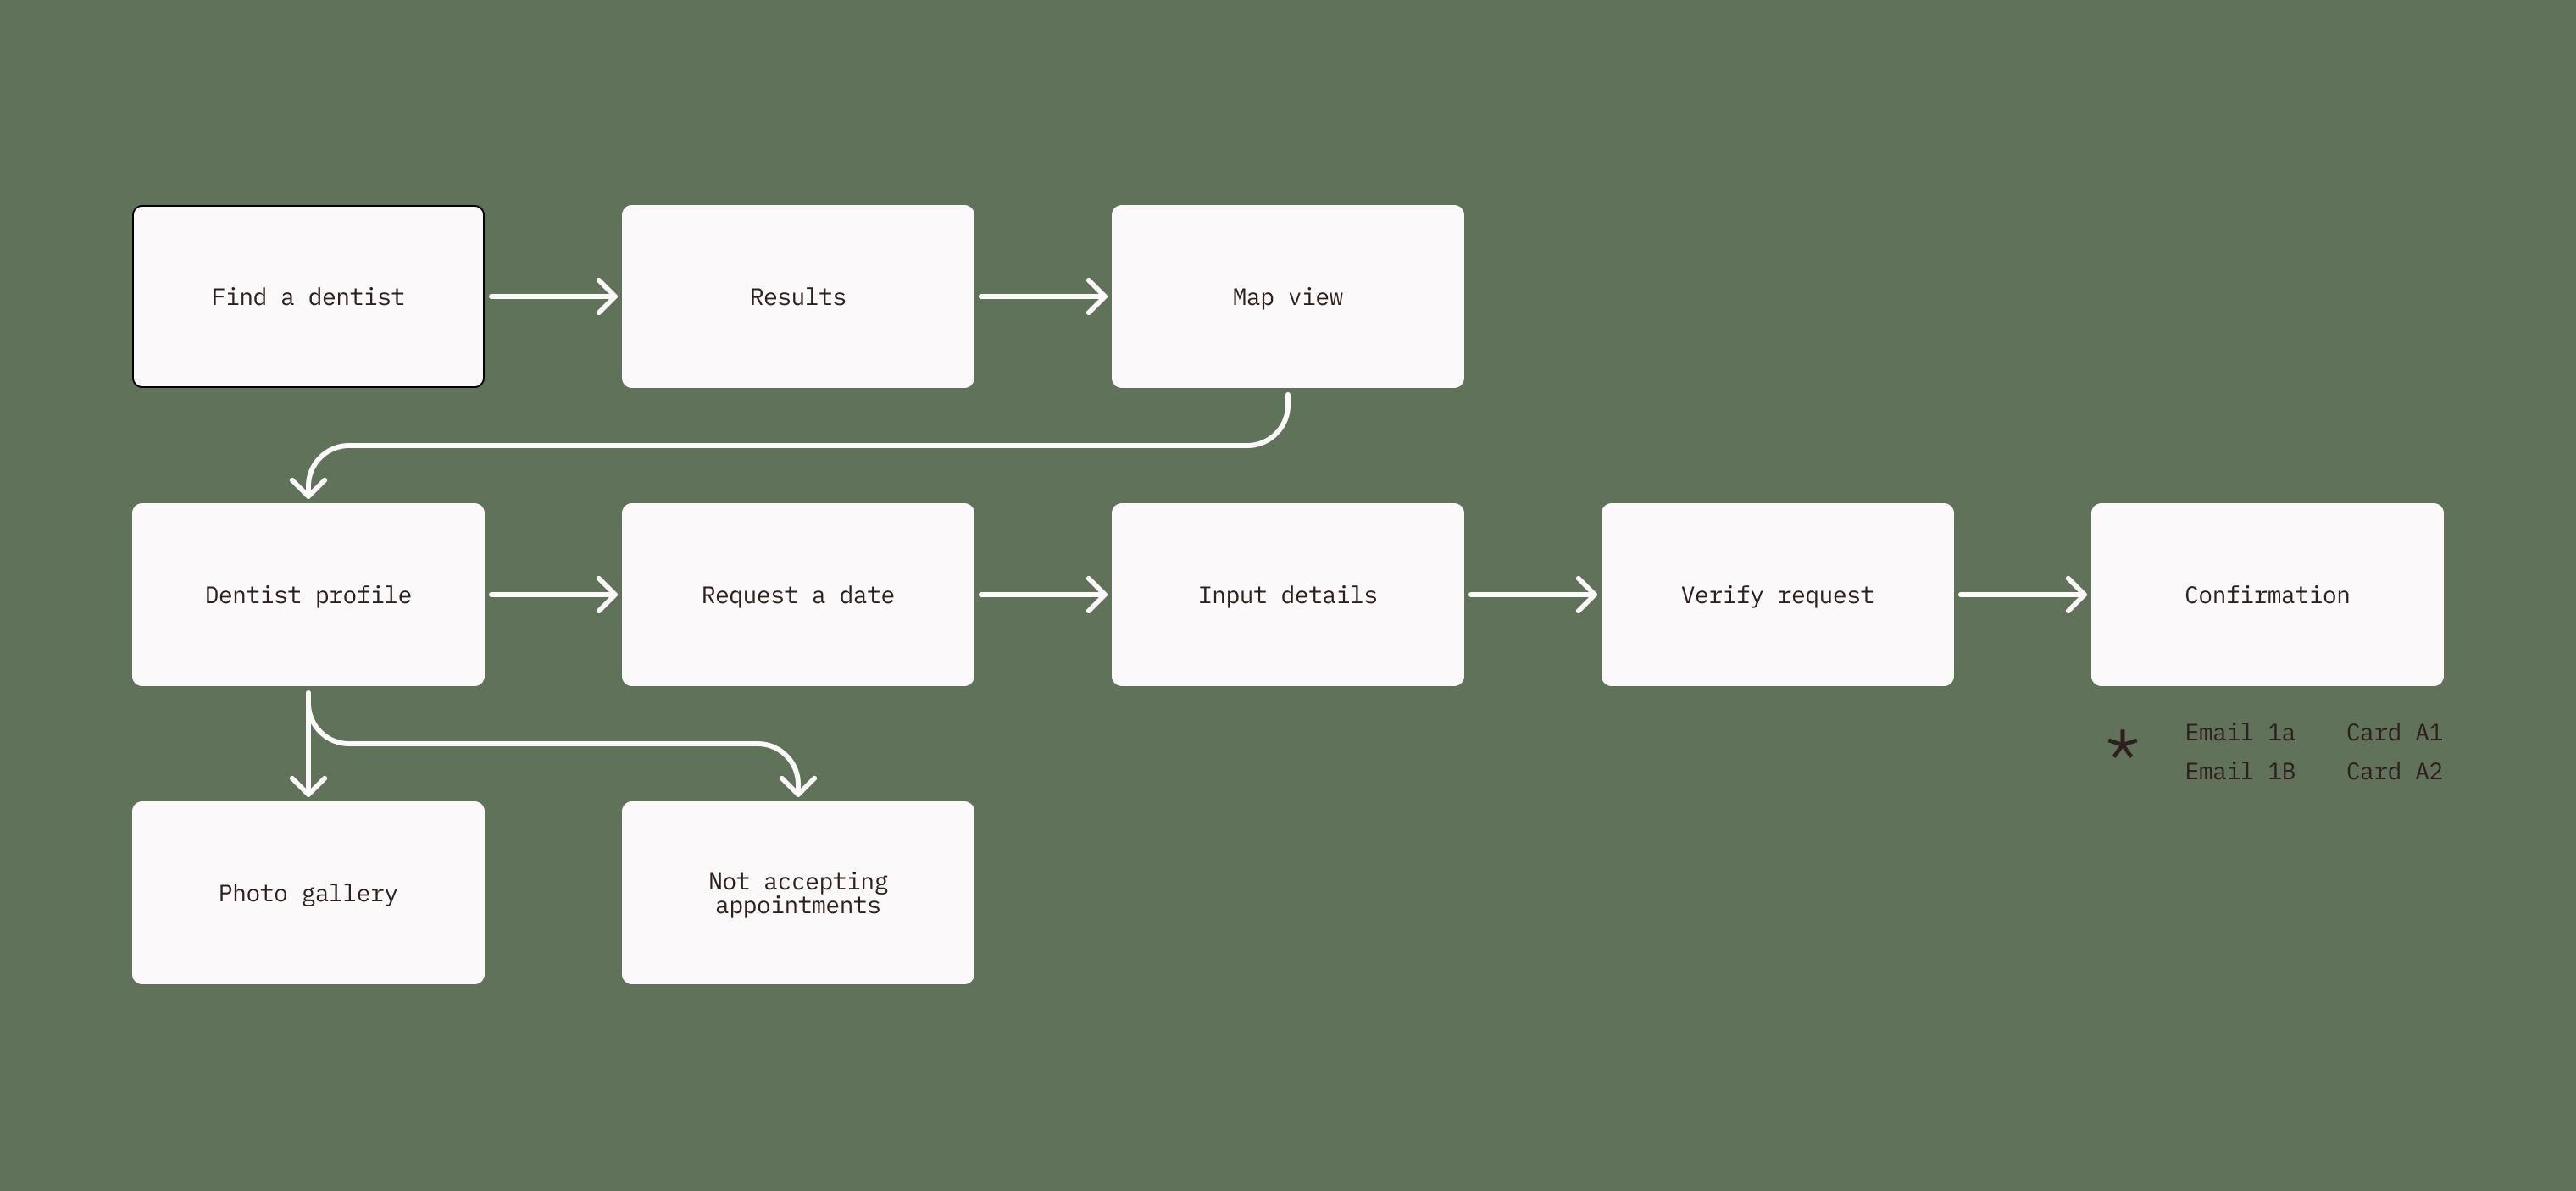 Find a dentist
Results
Map view
Dentist profile
Request a date
Input details
Verify request
Confirmation
* Email 1a Card A1
Email 1B Card A2
Photo gallery
Not accepting
appointments